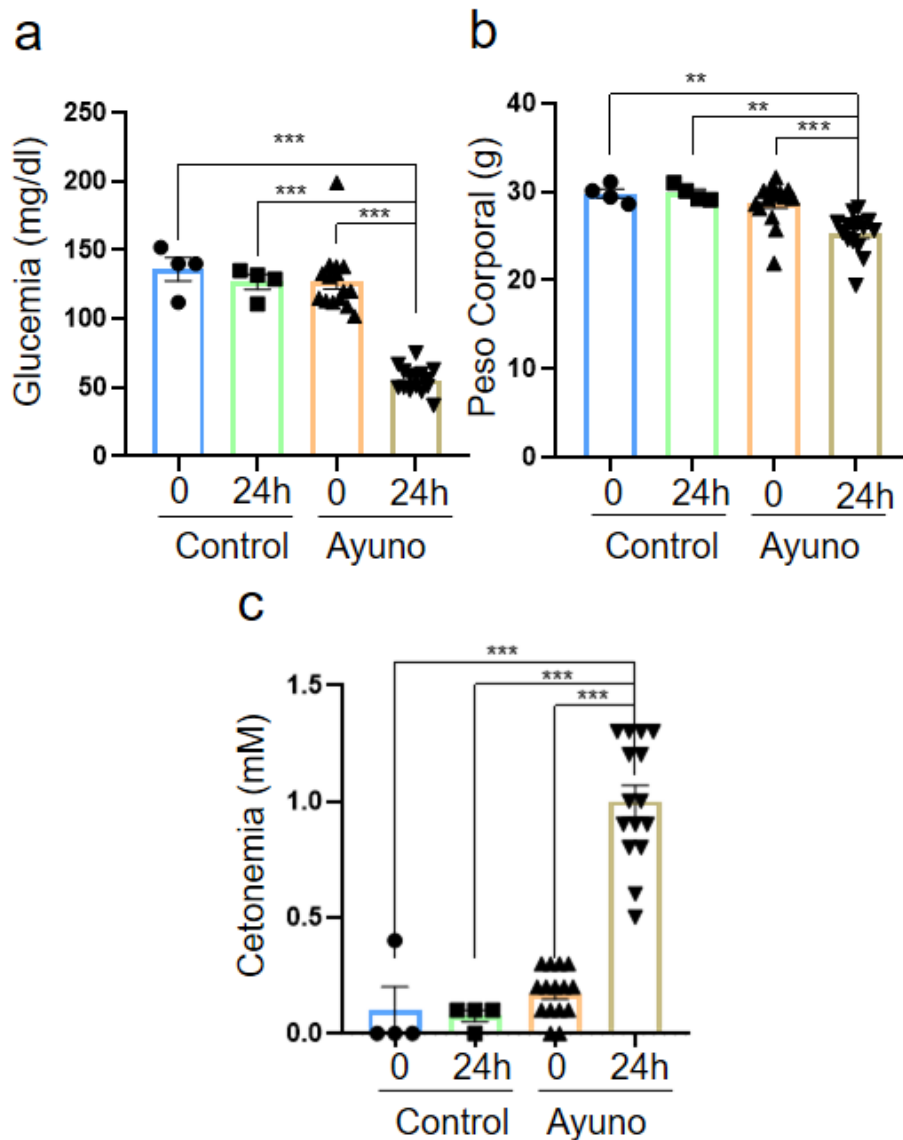 a
***
***
***
Glucemia (mg/dl)
250
200
150
100
50
0
0 24h 0 24h
Control Ayuno
b
**
**
***
Peso Corporal (g)
40
30
20
10
0
0 24h 0 24h
Control Ayuno
c
***
***
***
Cetonemia (mM)
1.5
1.0
0.5
0.0
0 24h 0 24h
Control Ayuno